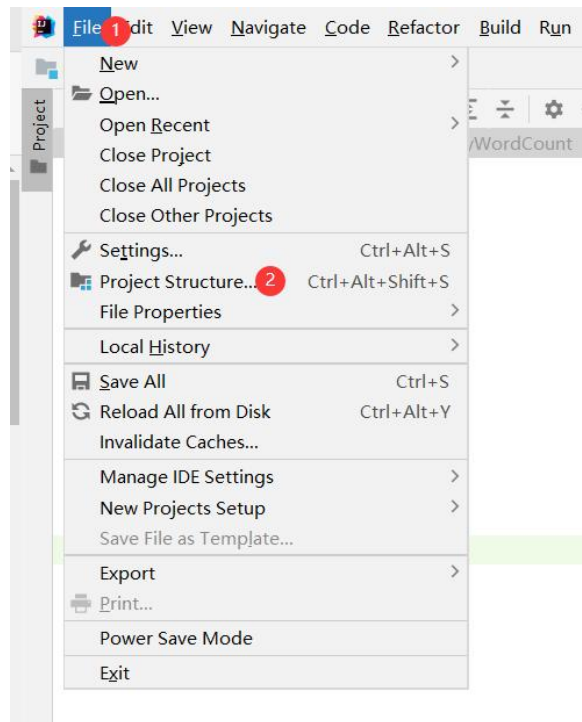 File 1 Edit View Navigate Code Refactor Build Run
Project
WordCount
New
Open...
Open Recent
Close Project
Close All Projects
Close Other Projects
Settings... Ctrl+Alt+S
Project Structure... 2 Ctrl+Alt+Shift+S
File Properties
Local History
Save All Ctrl+S
Reload All from Disk Ctrl+Alt+Y
Invalidate Caches...
Manage IDE Settings
New Projects Setup
Save File as Template...
Export
Print...
Power Save Mode
Exit